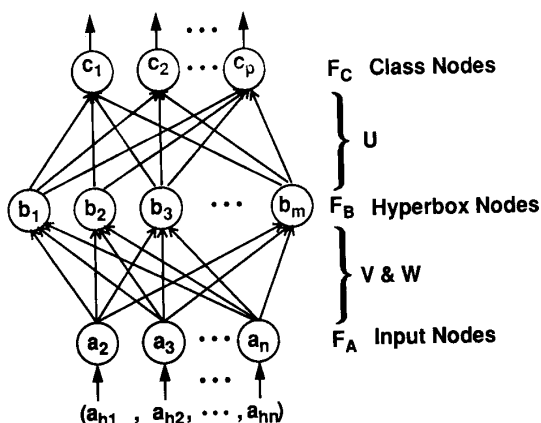 c1 c2 ... cp FC Class Nodes
U
b1 b2 b3 ... bm FB Hyperbox Nodes
V & W
a2 a3 ... an FA Input Nodes
(ah1 , ah2, ... , ahn)